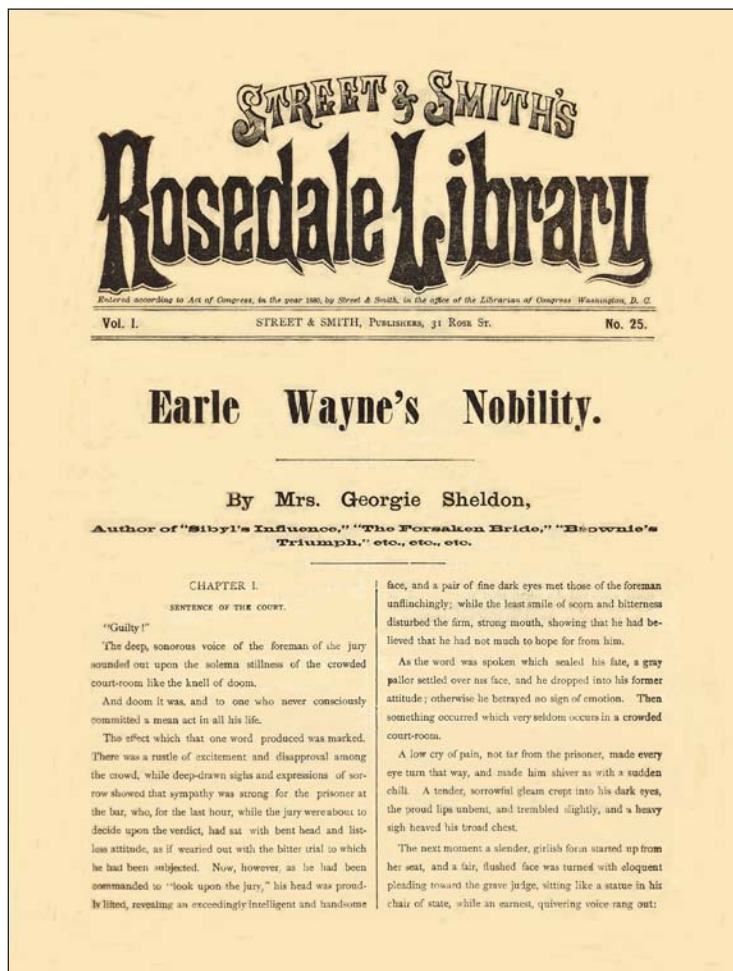 STREET & SMITH'S
Rosedale Library
Entered according to Act of Congress, in the year 1880, by Street & Smith, in the office of the Librarian of Congress Washington, D. C.
Vol. I. STREET & SMITH, Publishers, 31 Rose St. No. 25.
Earle Wayne's Nobility.
By Mrs. Georgie Sheldon,
Author of "Sibyl's Influence," "The Forsaken Bride," "Brownie's
Triumph," etc., etc., etc.
CHAPTER I.
SENTENCE OF THE COURT.
"Guilty!"
The deep, sonorous voice of the foreman of the jury
sounded out upon the solemn stillness of the crowded
court-room like the knell of doom.
And doom it was, and to one who never consciously
committed a mean act in all his life.
The effect which that one word produced was marked.
There was a rustle of excitement and disapproval among
the crowd, while deep-drawn sighs and expressions of sor-
row showed that sympathy was strong for the prisoner at
the bar, who, for the last hour, while the jury were about to
decide upon the verdict, had sat with bent head and list-
less attitude, as if wearied out with the bitter trial to which
he had been subjected. Now, however, as he had been
commanded to "look upon the jury," his head was proud-
ly lifted, revealing an exceedingly intelligent and handsome
face, and a pair of fine dark eyes met those of the foreman
unflinchingly; while the least smile of scorn and bitterness
disturbed the firm, strong mouth, showing that he had be-
lieved that he had not much to hope for from him.
As the word was spoken which sealed his fate, a gray
pallor settled over his face, and he dropped into his former
attitude; otherwise he betrayed no sign of emotion. Then
something occurred which very seldom occurs in a crowded
court-room.
A low cry of pain, not far from the prisoner, made every
eye turn that way, and made him shiver as with a sudden
chill. A tender, sorrowful gleam crept into his dark eyes,
the proud lips unbent, and trembled slightly, and a heavy
sigh heaved his broad chest.
The next moment a slender, girlish form started up from
her seat, and a fair, flushed face was turned with eloquent
pleading toward the grave judge, sitting like a statue in his
chair of state, while an earnest, quivering voice rang out: